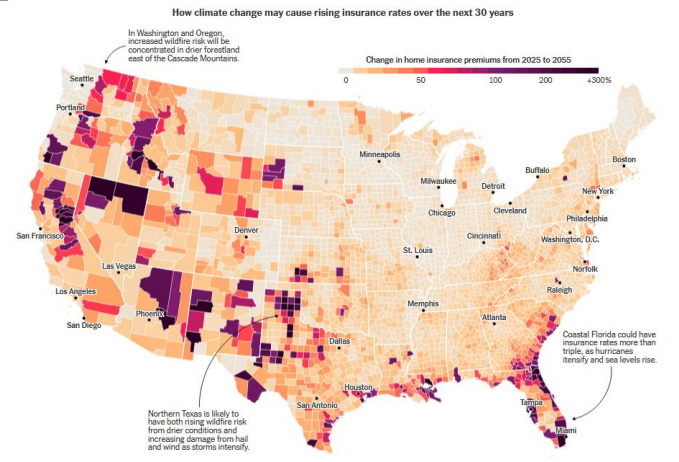 How climate change may cause rising insurance rates over the next 30 years
In Washington and Oregon,
increased wildfire risk will be
concentrated in drier forestland
east of the Cascade Mountains.
Change in home insurance premiums from 2025 to 2055
0 50 100 200 +300%
Seattle
Portland
Minneapolis
Milwaukee
Detroit
Buffalo
Boston
New York
Chicago
Cleveland
Philadelphia
San Francisco
Denver
St. Louis
Cincinnati
Washington, D.C.
Las Vegas
Norfolk
Los Angeles
Raleigh
Memphis
Phoenix
Atlanta
San Diego
Dallas
Coastal Florida could have
insurance rates more than
triple, as hurricanes
itensify and sea levels rise.
Houston
San Antonio
Tampa
Miami
Northern Texas is likely to
have both rising wildfire risk
from drier conditions and
increasing damage from hail
and wind as storms intensify.